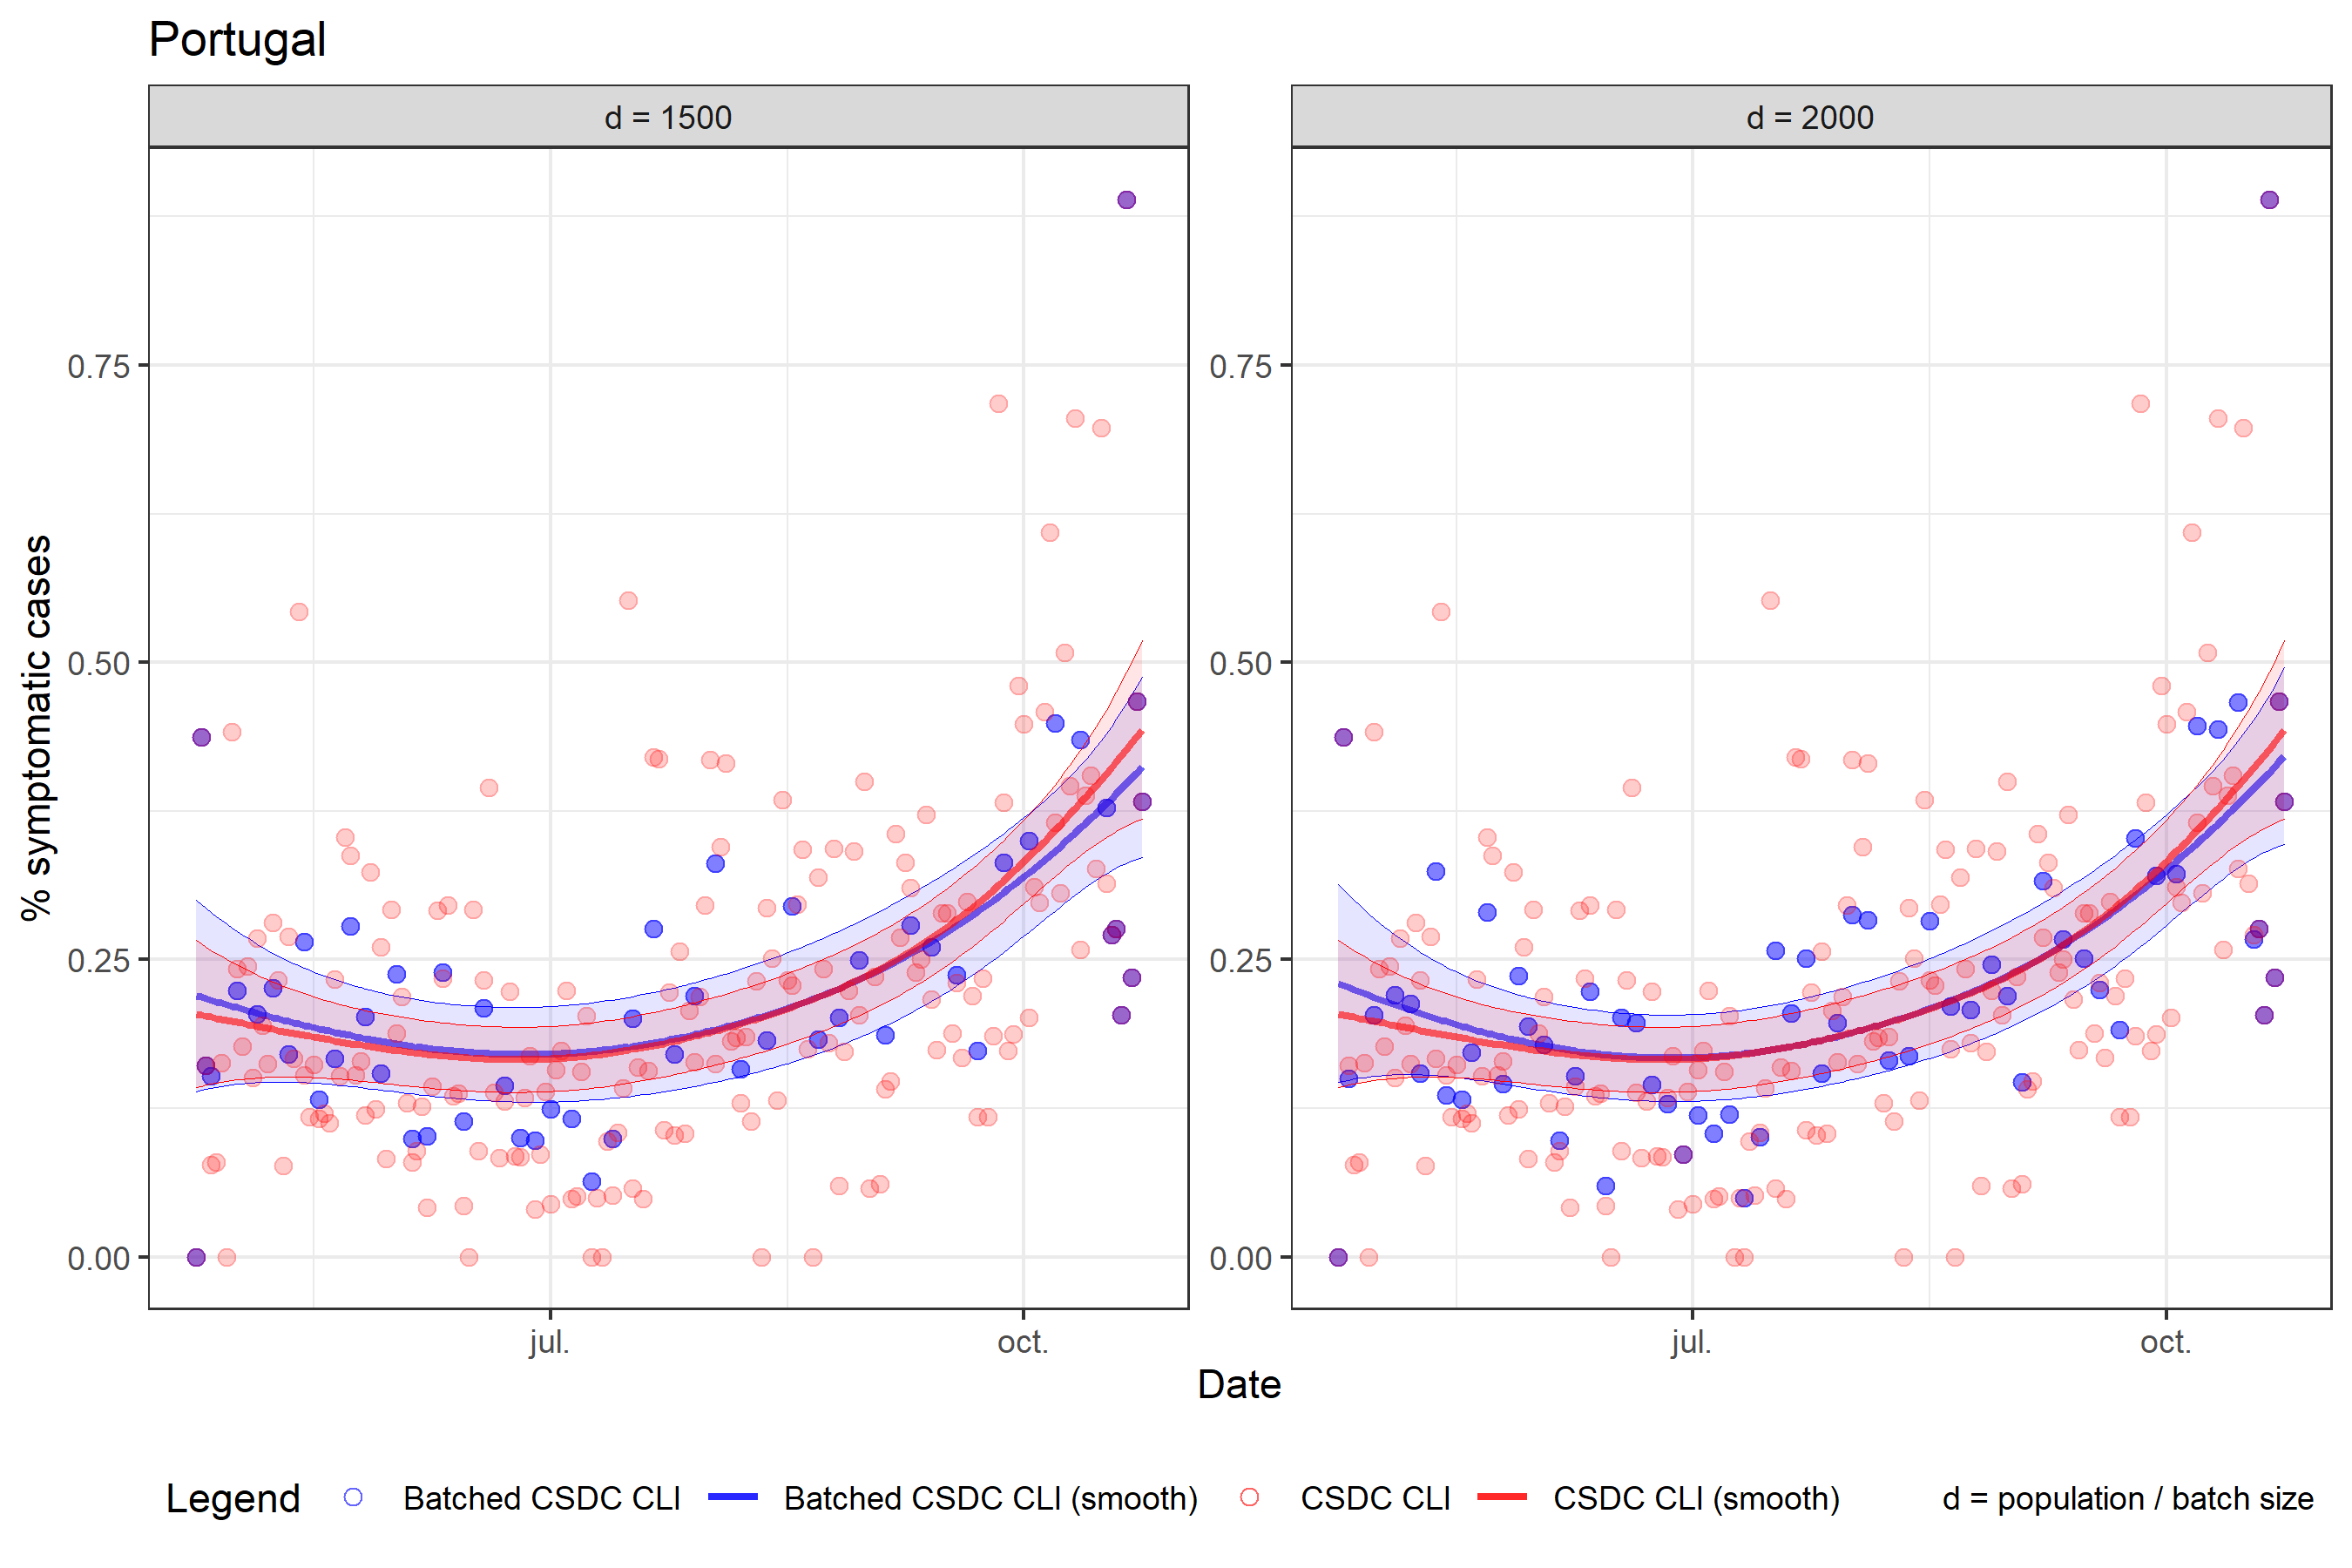 Portugal
d = 1500
d = 2000
% symptomatic cases
0.75
0.50
0.25
0.00
0.75
0.50
0.25
0.00
jul.
oct.
jul.
oct.
Date
Legend
Batched CSDC CLI
Batched CSDC CLI (smooth)
CSDC CLI
CSDC CLI (smooth)
d = population / batch size